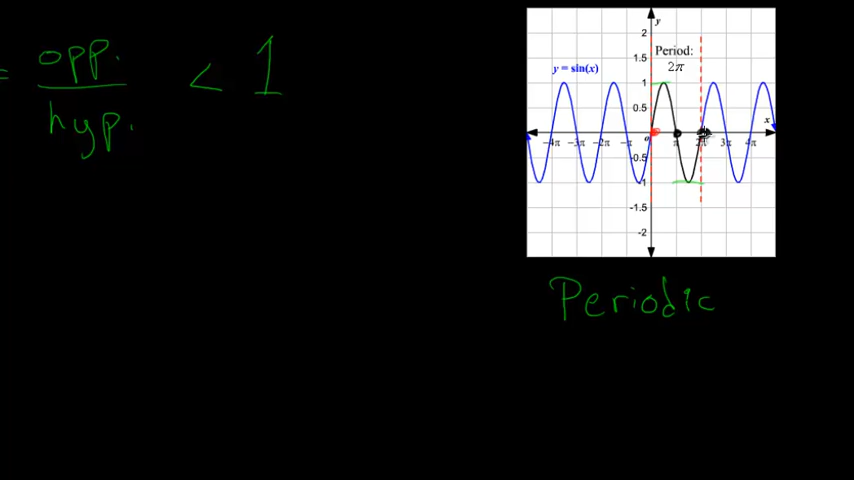 = opp. / hyp. < 1
y
2
Period:
2π
1.5
y = sin(x)
1
0.5
x
o
−4π −3π −2π −π π 2π 3π 4π
-0.5
-1
-1.5
-2
Periodic